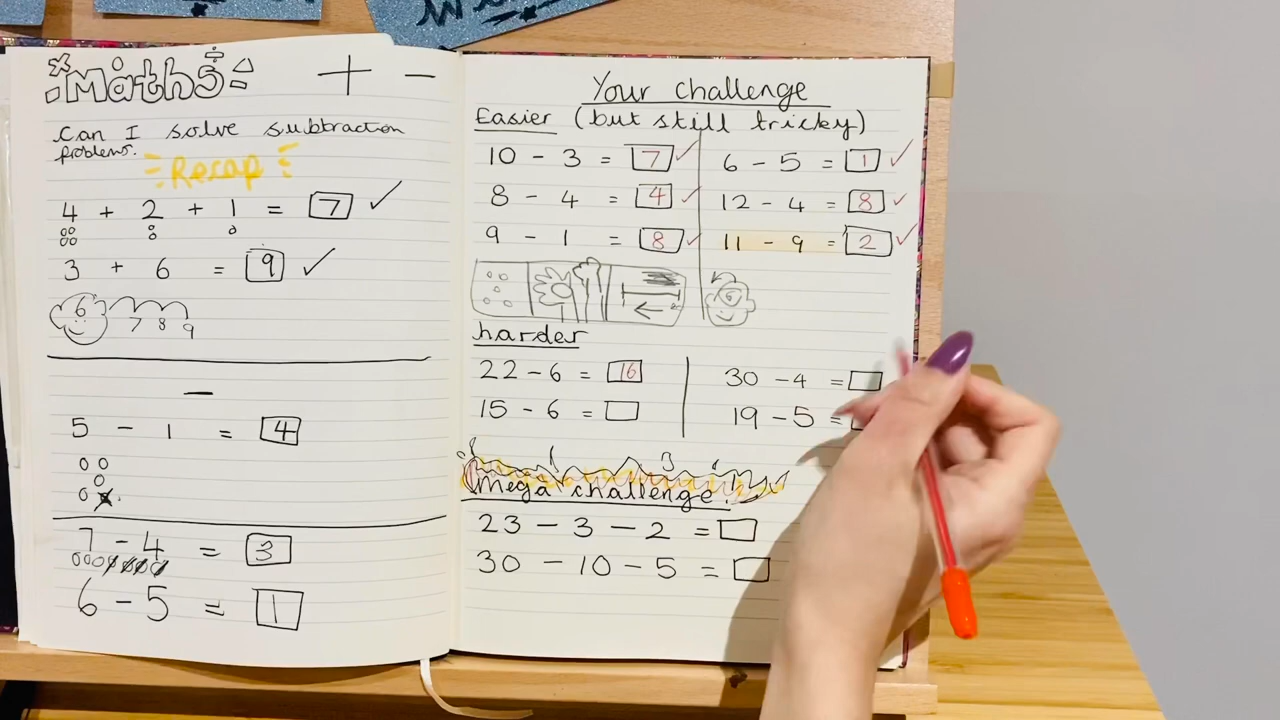 Maths + -
Can I solve subtraction
problems.
Recap
4 + 2 + 1 = 7 ✓
3 + 6 = 9 ✓
6 7 8 9
-
5 - 1 = 4
7 - 4 = 3
6 - 5 = 1
Your challenge
Easier (but still tricky)
10 - 3 = 7 ✓
8 - 4 = 4 ✓
9 - 1 = 8 ✓
6 - 5 = 1 ✓
12 - 4 = 8 ✓
11 - 9 = 2 ✓
harder
22 - 6 = 16
15 - 6 =
30 - 4 =
19 - 5 =
Mega challenge.
23 - 3 - 2 =
30 - 10 - 5 =